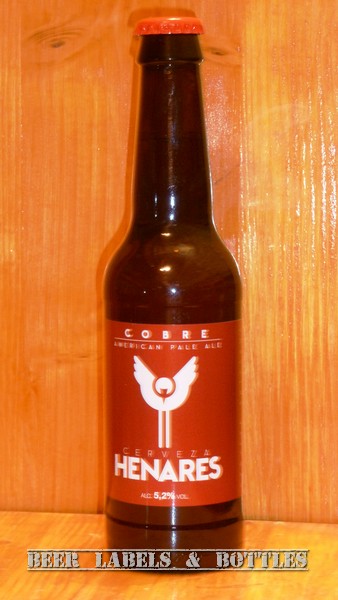 COBRE
AMERICAN PALE ALE
CERVEZA
HENARES
ALC. 5,2% VOL.
BEER LABELS & BOTTLES